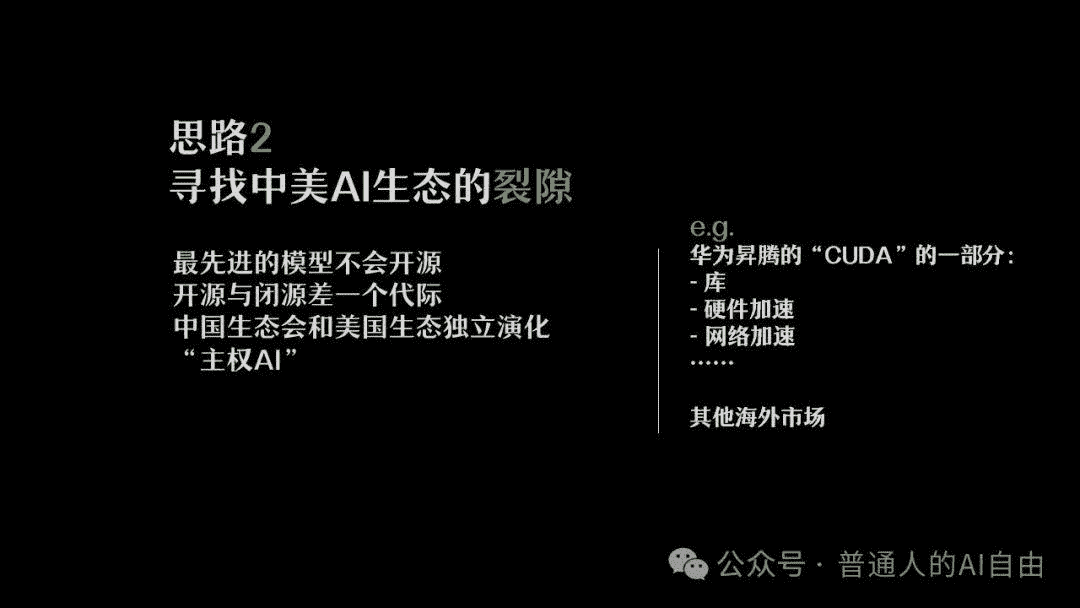 思路2
寻找中美AI生态的裂隙
最先进的模型不会开源
开源与闭源差一个代际
中国生态会和美国生态独立演化
“主权AI”
e.g.
华为昇腾的“CUDA”的一部分：
- 库
- 硬件加速
- 网络加速
……
其他海外市场
公众号·普通人的AI自由